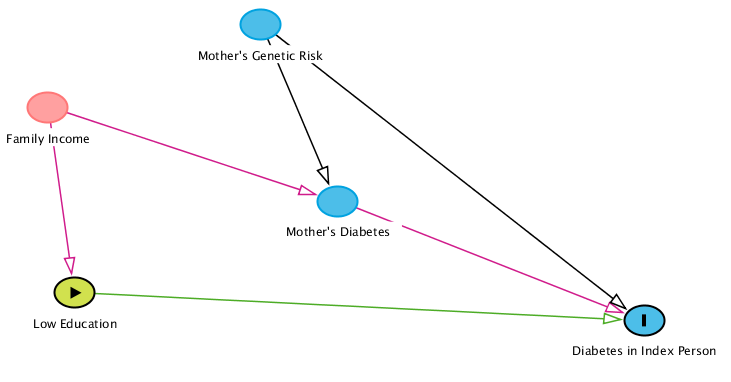 Mother's Genetic Risk
Family Income
Mother's Diabetes
Low Education
Diabetes in Index Person